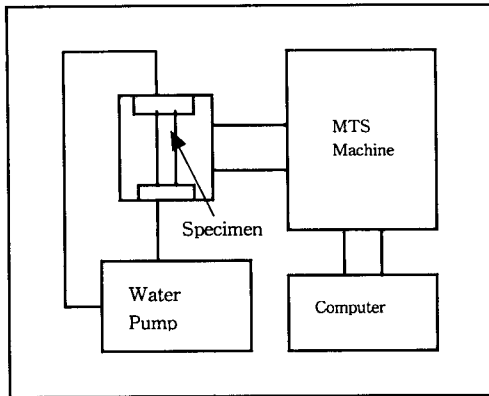 MTS
Machine
Specimen
Water
Pump
Computer